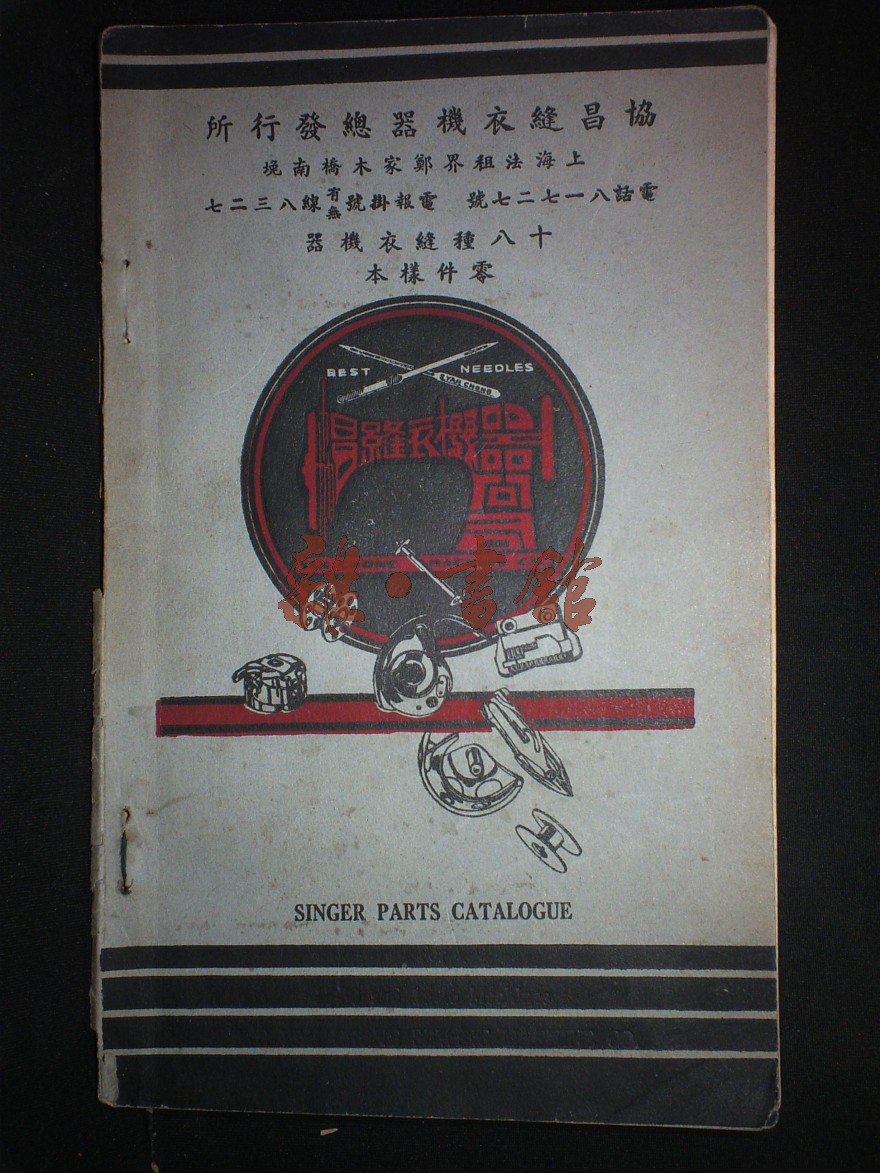 協昌縫衣機器總發行所
上海法租界鄭家木橋南堍
電話八一七二七號 電報掛號有無線八三二七
十八種縫衣機器
零件樣本
BEST NEEDLES
昌縫衣機器
雜·書館
SINGER PARTS CATALOGUE